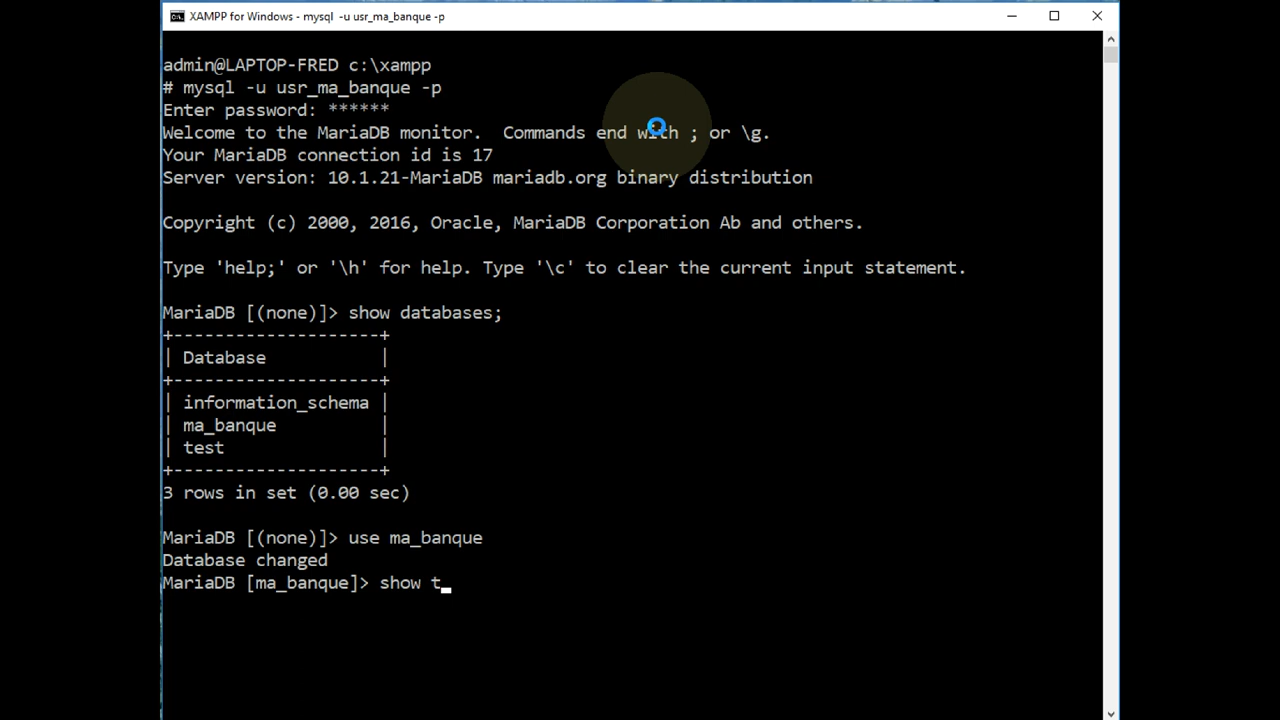 XAMPP for Windows - mysql -u usr_ma_banque -p
admin@LAPTOP-FRED c:\xampp
# mysql -u usr_ma_banque -p
Enter password: ******
Welcome to the MariaDB monitor.  Commands end with ; or \g.
Your MariaDB connection id is 17
Server version: 10.1.21-MariaDB mariadb.org binary distribution
Copyright (c) 2000, 2016, Oracle, MariaDB Corporation Ab and others.
Type 'help;' or '\h' for help. Type '\c' to clear the current input statement.
MariaDB [(none)]> show databases;
+--------------------+
| Database           |
+--------------------+
| information_schema |
| ma_banque          |
| test               |
+--------------------+
3 rows in set (0.00 sec)
MariaDB [(none)]> use ma_banque
Database changed
MariaDB [ma_banque]> show t_